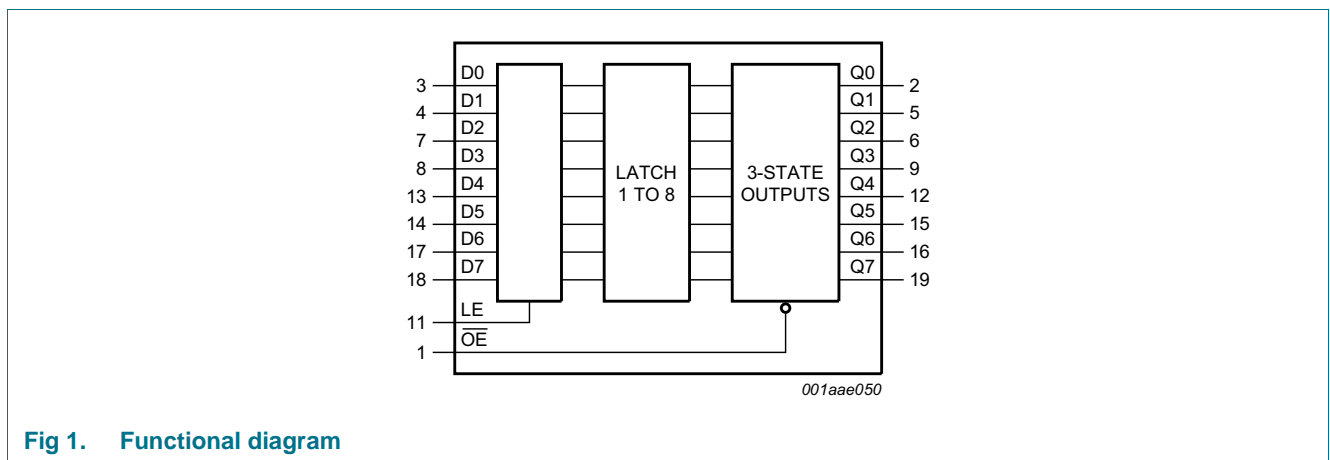 3 D0 Q0 2
4 D1 Q1 5
7 D2 Q2 6
8 D3 Q3 9
13 D4 LATCH 1 TO 8 3-STATE OUTPUTS Q4 12
14 D5 Q5 15
17 D6 Q6 16
18 D7 Q7 19
11 LE
1 O̅E̅
001aae050
Fig 1. Functional diagram